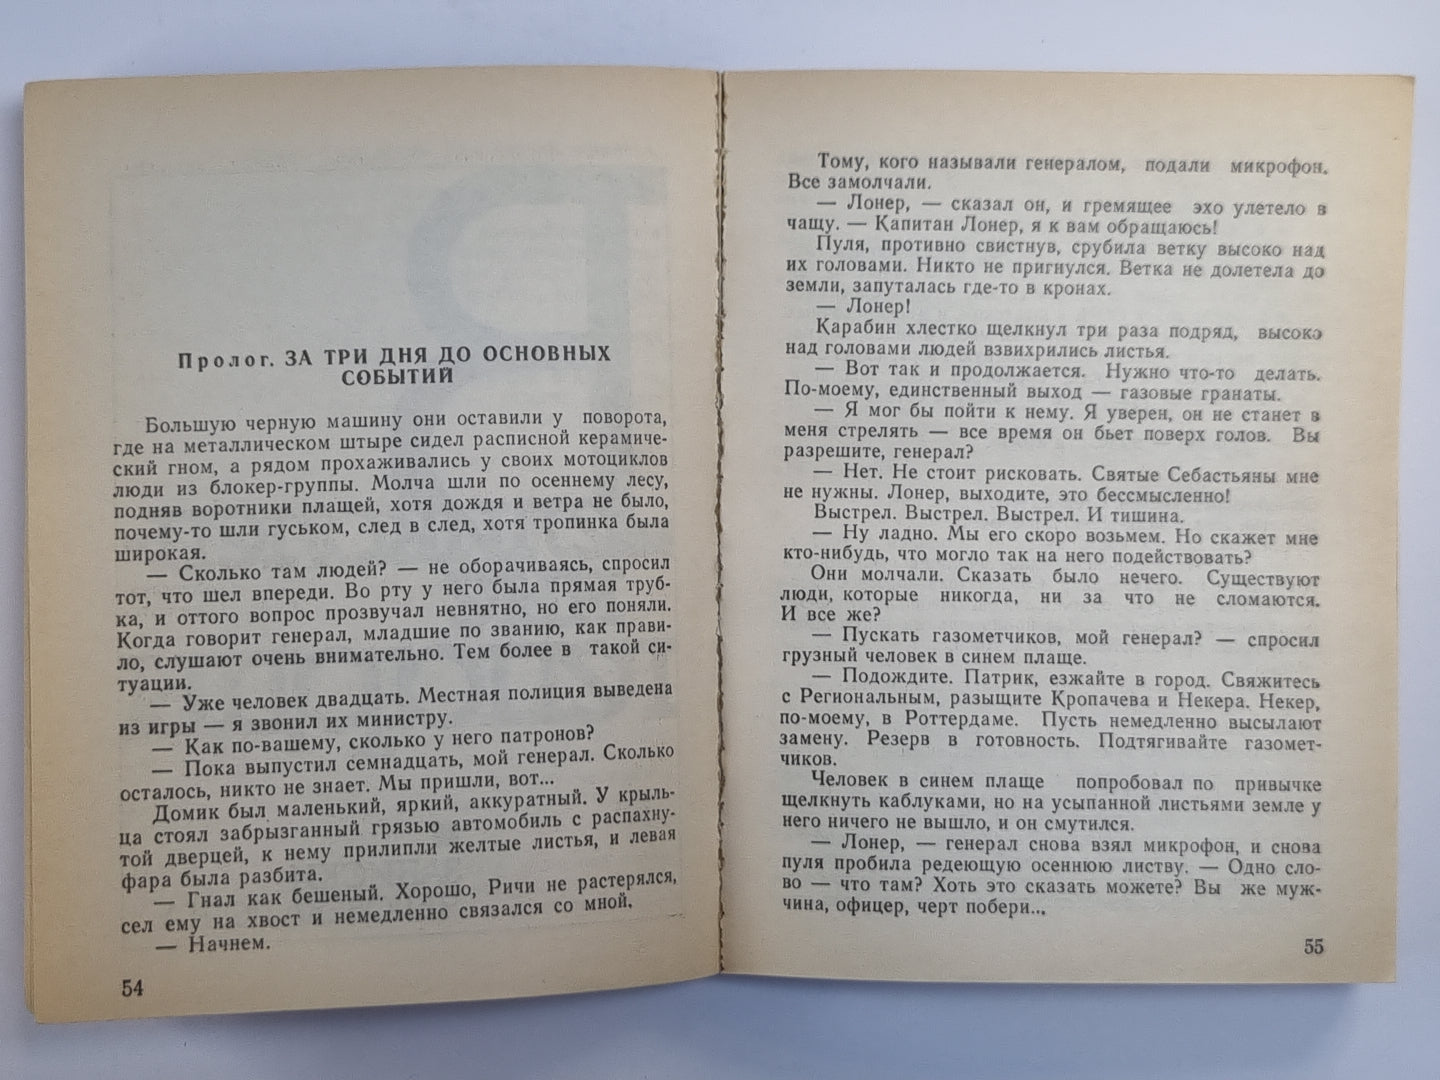 Пролог. ЗА ТРИ ДНЯ ДО ОСНОВНЫХ
СОБЫТИЙ
Большую черную машину они оставили у поворота,
где на металлическом штыре сидел расписной керамиче-
ский гном, а рядом прохаживались у своих мотоциклов
люди из блокер-группы. Молча шли по осеннему лесу,
подняв воротники плащей, хотя дождя и ветра не было,
почему-то шли гуськом, след в след, хотя тропинка была
широкая.
— Сколько там людей? — не оборачиваясь, спросил
тот, что шел впереди. Во рту у него была прямая труб-
ка, и оттого вопрос прозвучал невнятно, но его поняли.
Когда говорит генерал, младшие по званию, как прави-
ло, слушают очень внимательно. Тем более в такой си-
туации.
— Уже человек двадцать. Местная полиция выведена
из игры — я звонил их министру.
— Как по-вашему, сколько у него патронов?
— Пока выпустил семнадцать, мой генерал. Сколько
осталось, никто не знает. Мы пришли, вот...
Домик был маленький, яркий, аккуратный. У крыль-
ца стоял забрызганный грязью автомобиль с распахну-
той дверцей, к нему прилипли желтые листья, и левая
фара была разбита.
— Гнал как бешеный. Хорошо, Ричи не растерялся,
сел ему на хвост и немедленно связался со мной.
— Начнем.
54
Тому, кого называли генералом, подали микрофон.
Все замолчали.
— Лонер, — сказал он, и гремящее эхо улетело в
чащу. — Капитан Лонер, я к вам обращаюсь!
Пуля, противно свистнув, срубила ветку высоко над
их головами. Никто не пригнулся. Ветка не долетела до
земли, запуталась где-то в кронах.
— Лонер!
Карабин хлестко щелкнул три раза подряд, высоко
над головами людей взвихрились листья.
— Вот так и продолжается. Нужно что-то делать.
По-моему, единственный выход — газовые гранаты.
— Я мог бы пойти к нему. Я уверен, он не станет в
меня стрелять — все время он бьет поверх голов. Вы
разрешите, генерал?
— Нет. Не стоит рисковать. Святые Себастьяны мне
не нужны. Лонер, выходите, это бессмысленно!
Выстрел. Выстрел. Выстрел. И тишина.
— Ну ладно. Мы его скоро возьмем. Но скажет мне
кто-нибудь, что могло так на него подействовать?
Они молчали. Сказать было нечего. Существуют
люди, которые никогда, ни за что не сломаются.
И все же?
— Пускать газометчиков, мой генерал? — спросил
грузный человек в синем плаще.
— Подождите. Патрик, езжайте в город. Свяжитесь
с Региональным, разыщите Кропачева и Некера. Некер,
по-моему, в Роттердаме. Пусть немедленно высылают
замену. Резерв в готовность. Подтягивайте газомет-
чиков.
Человек в синем плаще попробовал по привычке
щелкнуть каблуками, но на усыпанной листьями земле у
него ничего не вышло, и он смутился.
— Лонер, — генерал снова взял микрофон, и снова
пуля пробила редеющую осеннюю листву. — Одно сло-
во — что там? Хоть это сказать можете? Вы же муж-
чина, офицер, черт побери...
55